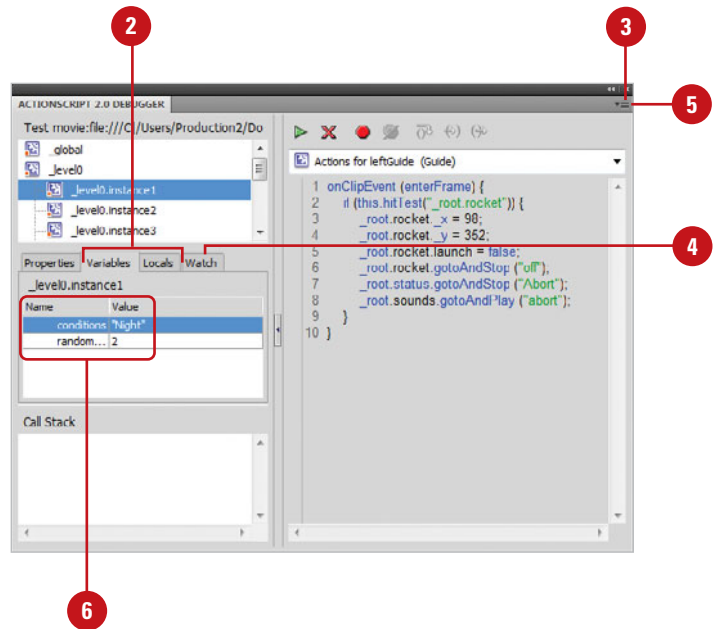 2
3
ACTIONSCRIPT 2.0 DEBUGGER
5
Test movie:file:///C|/Users/Production2/Do
_global
_level0
_level0.instance1
_level0.instance2
_level0.instance3
Actions for leftGuide (Guide)
1 onClipEvent (enterFrame) {
2 if (this.hitTest("_root.rocket")) {
3 _root.rocket._x = 98;
4 _root.rocket._y = 352;
5 _root.rocket.launch = false;
6 _root.rocket.gotoAndStop ("off");
7 _root.status.gotoAndStop ("Abort");
8 _root.sounds.gotoAndPlay ("abort");
9 }
10 }
4
Properties Variables Locals Watch
_level0.instance1
Name Value
conditions "Night"
random... 2
Call Stack
6